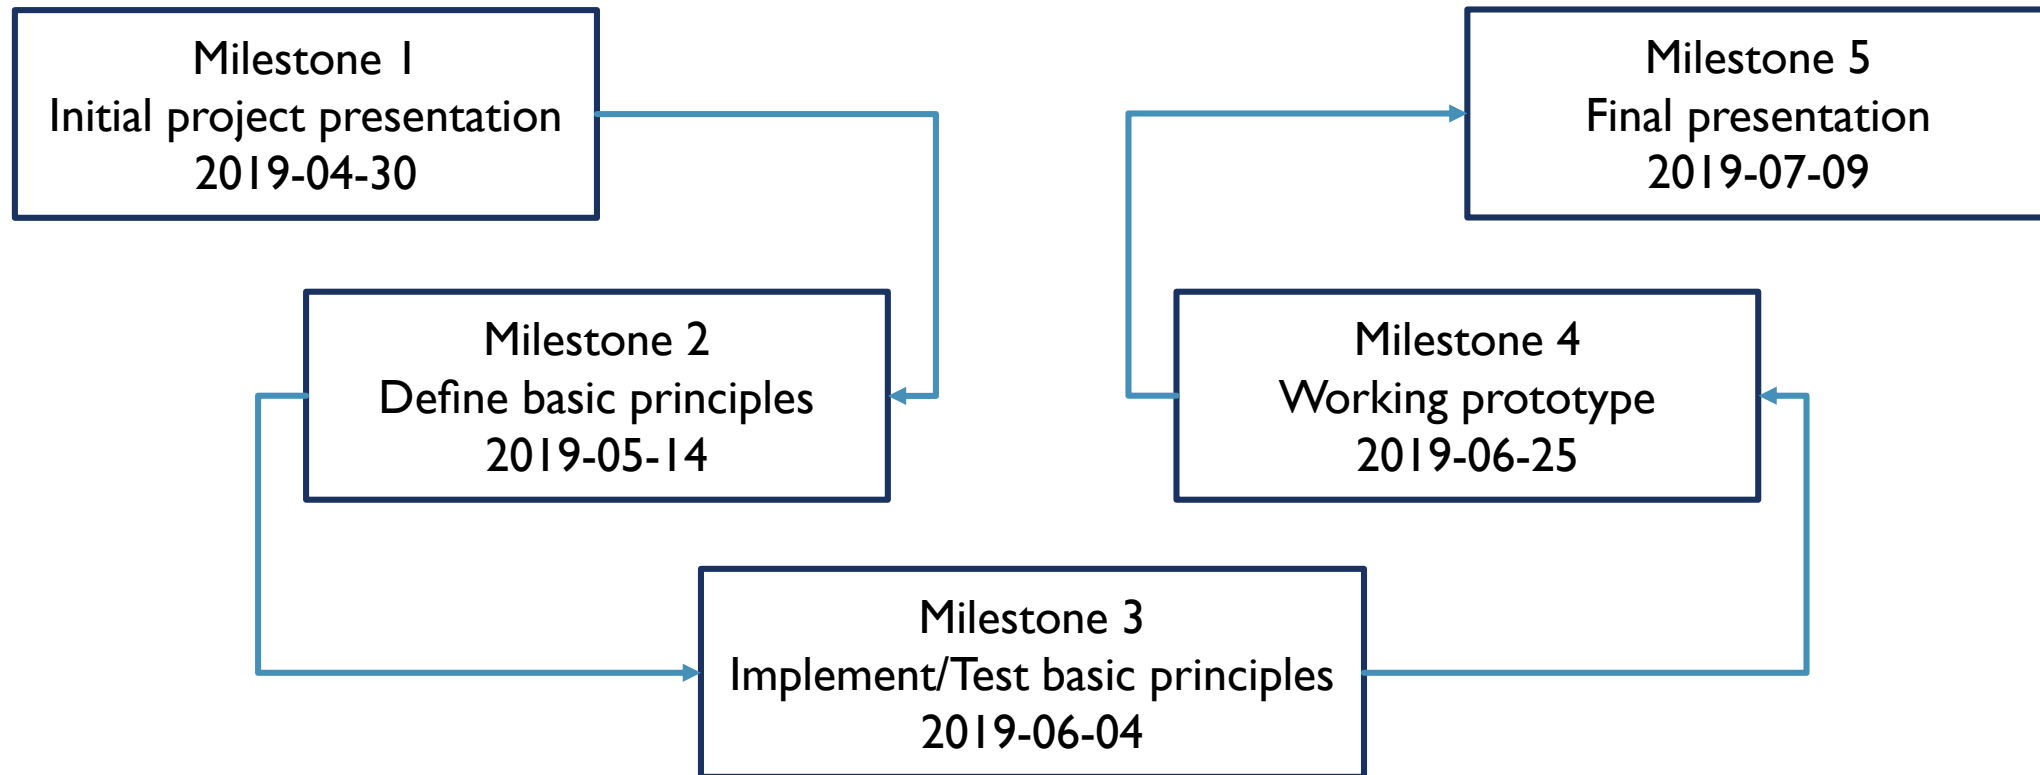 Milestone 1
Initial project presentation
2019-04-30
Milestone 2
Define basic principles
2019-05-14
Milestone 3
Implement/Test basic principles
2019-06-04
Milestone 4
Working prototype
2019-06-25
Milestone 5
Final presentation
2019-07-09